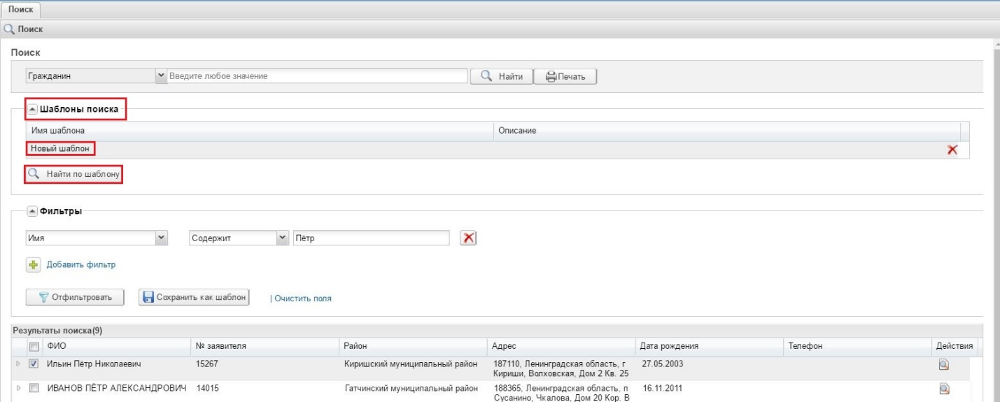 Поиск
Поиск
Поиск
Гражданин Введите любое значение Найти Печать
Шаблоны поиска
Имя шаблона Описание
Новый шаблон
Найти по шаблону
Фильтры
Имя Содержит Пётр
Добавить фильтр
Отфильтровать Сохранить как шаблон | Очистить поля
Результаты поиска(9)
ФИО № заявителя Район Адрес Дата рождения Телефон Действия
Ильин Пётр Николаевич 15267 Киришский муниципальный район 187110, Ленинградская область, г 27.05.2003
Кириши, Волховская, Дом 2 Кв. 25
ИВАНОВ ПЁТР АЛЕКСАНДРОВИЧ 14015 Гатчинский муниципальный район 188365, Ленинградская область, п 16.11.2011
Сусанино, Чкалова, Дом 20 Кор. В